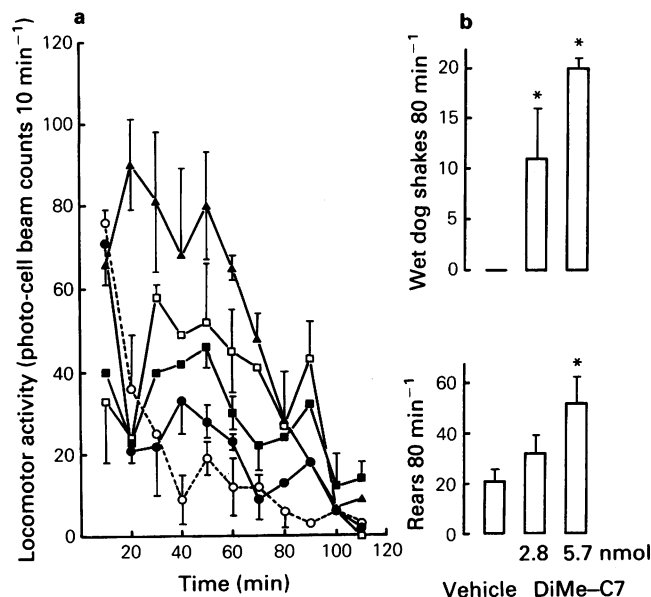 a
Locomotor activity (photo-cell beam counts 10 min⁻¹)
120
100
80
60
40
20
0
20 40 60 80 100 120
Time (min)
b
Wet dog shakes 80 min⁻¹
20
15
10
5
0
*
*
Rears 80 min⁻¹
60
40
20
0
*
2.8 5.7 nmol
Vehicle DiMe–C7